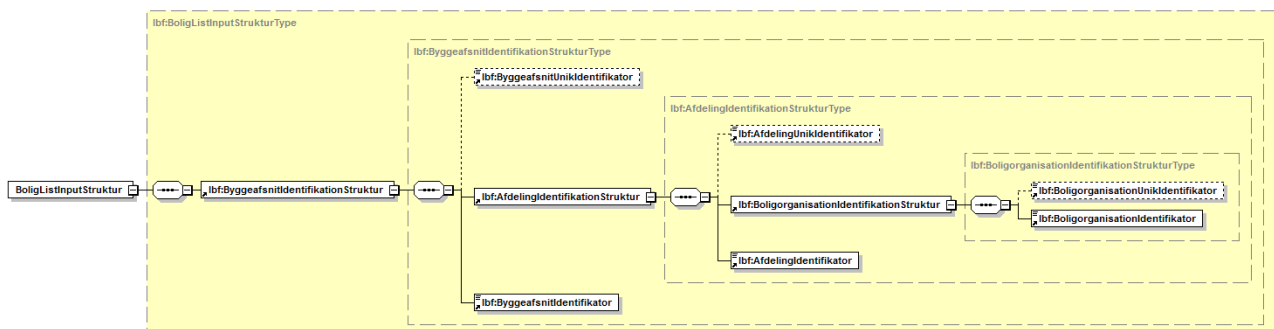 lbf:BoligListInputStrukturType
lbf:ByggeafsnitIdentifikationStrukturType
lbf:ByggeafsnitUnikIdentifikator
lbf:AfdelingIdentifikationStrukturType
lbf:AfdelingUnikIdentifikator
lbf:BoligorganisationIdentifikationStrukturType
BoligListInputStruktur
lbf:ByggeafsnitIdentifikationStruktur
lbf:AfdelingIdentifikationStruktur
lbf:BoligorganisationUnikIdentifikator
lbf:BoligorganisationIdentifikationStruktur
lbf:BoligorganisationIdentifikator
lbf:AfdelingIdentifikator
lbf:ByggeafsnitIdentifikator